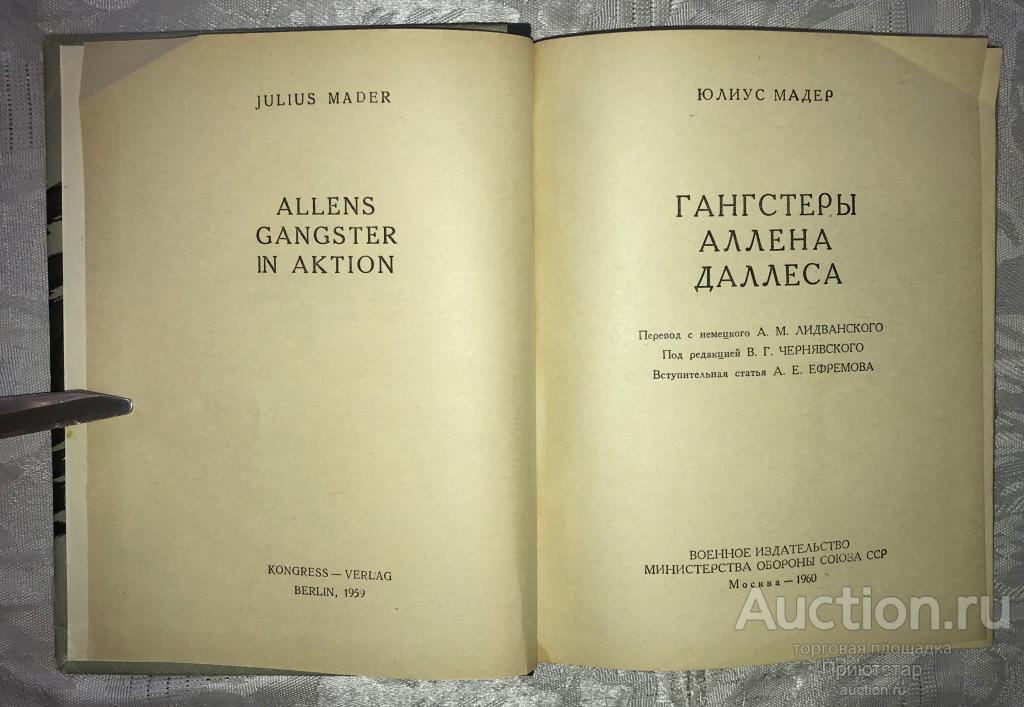 JULIUS MADER
ALLENS
GANGSTER
IN AKTION
KONGRESS — VERLAG
BERLIN, 1959
ЮЛИУС МАДЕР
ГАНГСТЕРЫ
АЛЛЕНА
ДАЛЛЕСА
Перевод с немецкого А. М. ЛИДВАНСКОГО
Под редакцией В. Г. ЧЕРНЯВСКОГО
Вступительная статья А. Е. ЕФРЕМОВА
ВОЕННОЕ ИЗДАТЕЛЬСТВО
МИНИСТЕРСТВА ОБОРОНЫ СОЮЗА ССР
Москва — 1960
Auction.ru
торговая площадка
Приютстар
auction.ru